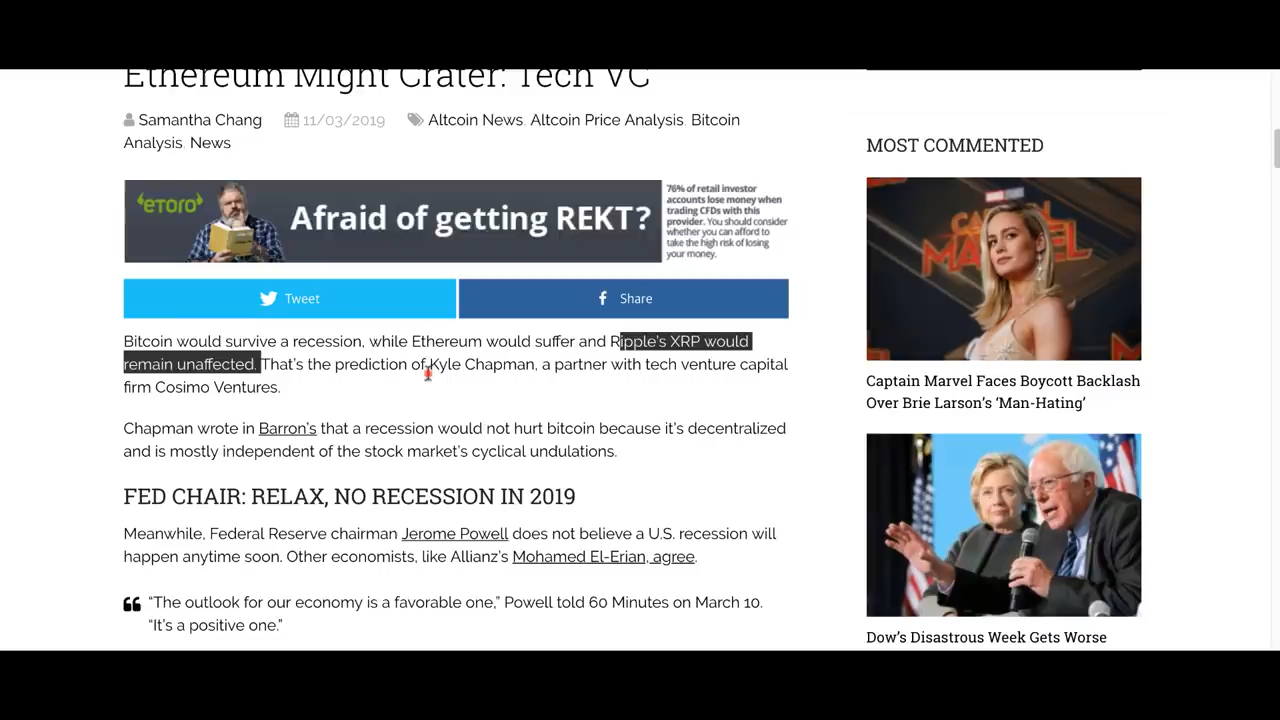 Ethereum Might Crater: Tech VC
Samantha Chang 11/03/2019 Altcoin News, Altcoin Price Analysis, Bitcoin
Analysis, News
etoro
Afraid of getting REKT?
76% of retail investor
accounts lose money when
trading CFDs with this
provider. You should consider
whether you can afford to
take the high risk of losing
your money.
Tweet
Share
Bitcoin would survive a recession, while Ethereum would suffer and Ripple's XRP would
remain unaffected. That's the prediction of Kyle Chapman, a partner with tech venture capital
firm Cosimo Ventures.
Chapman wrote in Barron's that a recession would not hurt bitcoin because it's decentralized
and is mostly independent of the stock market's cyclical undulations.
FED CHAIR: RELAX, NO RECESSION IN 2019
Meanwhile, Federal Reserve chairman Jerome Powell does not believe a U.S. recession will
happen anytime soon. Other economists, like Allianz's Mohamed El-Erian, agree.
“The outlook for our economy is a favorable one,” Powell told 60 Minutes on March 10.
“It's a positive one.”
MOST COMMENTED
MARVEL
CAPTAIN
MARVEL
Captain Marvel Faces Boycott Backlash
Over Brie Larson's ‘Man-Hating’
Dow's Disastrous Week Gets Worse